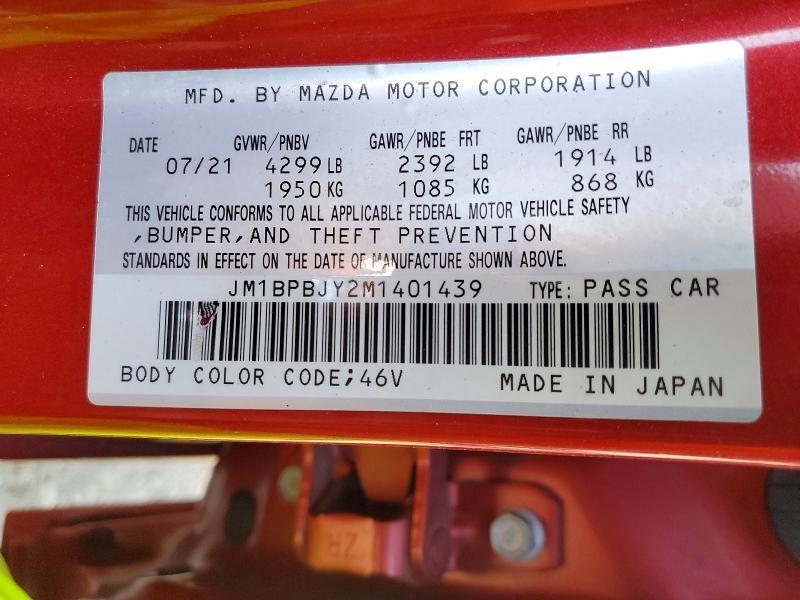 MFD. BY MAZDA MOTOR CORPORATION
DATE GVWR/PNBV GAWR/PNBE FRT GAWR/PNBE RR
07/21 4299 LB 2392 LB 1914 LB
1950 KG 1085 KG 868 KG
THIS VEHICLE CONFORMS TO ALL APPLICABLE FEDERAL MOTOR VEHICLE SAFETY
,BUMPER,AND THEFT PREVENTION
STANDARDS IN EFFECT ON THE DATE OF MANUFACTURE SHOWN ABOVE.
JM1BPBJY2M1401439 TYPE: PASS CAR
BODY COLOR CODE;46V MADE IN JAPAN
ZR